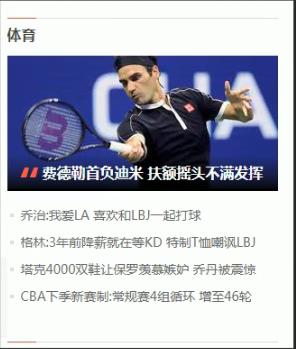 体育
CHA
费德勒首负迪米 扶额摇头不满发挥
乔治:我爱LA 喜欢和LBJ一起打球
格林:3年前降薪就在等KD 特制T恤嘲讽LBJ
塔克4000双鞋让保罗羡慕嫉妒 乔丹被震惊
CBA下季新赛制:常规赛4组循环 增至46轮